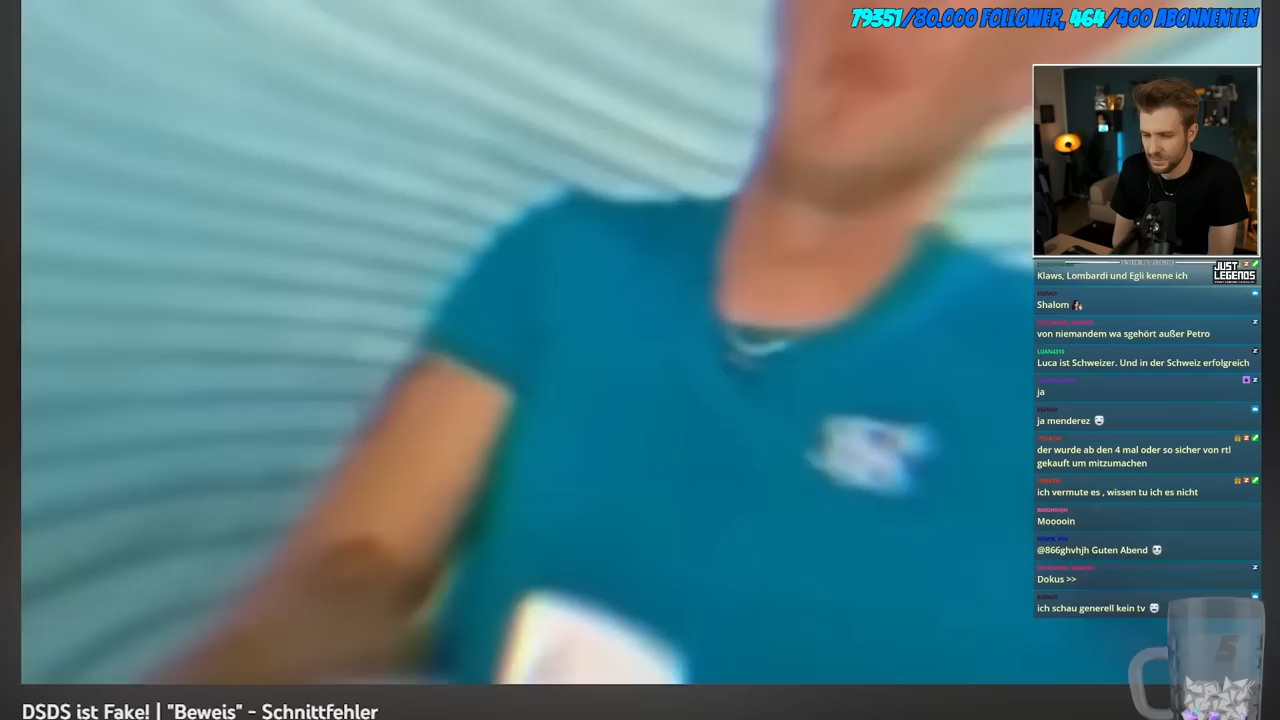 79351/80.000 FOLLOWER, 464/400 ABONNENTEN
Klaws, Lombardi und Egli kenne ich
JUST
LEGENDS
Shalom
von niemandem wa sgehört außer Petro
LUAN4310
Luca ist Schweizer. Und in der Schweiz erfolgreich
ja
ja menderez
der wurde ab den 4 mal oder so sicher von rtl
gekauft um mitzumachen
ich vermute es , wissen tu ich es nicht
866GHVHJH
Mooooin
@866ghvhjh Guten Abend
Dokus >>
ich schau generell kein tv
S
DSDS ist Fake! | "Beweis" - Schnittfehler